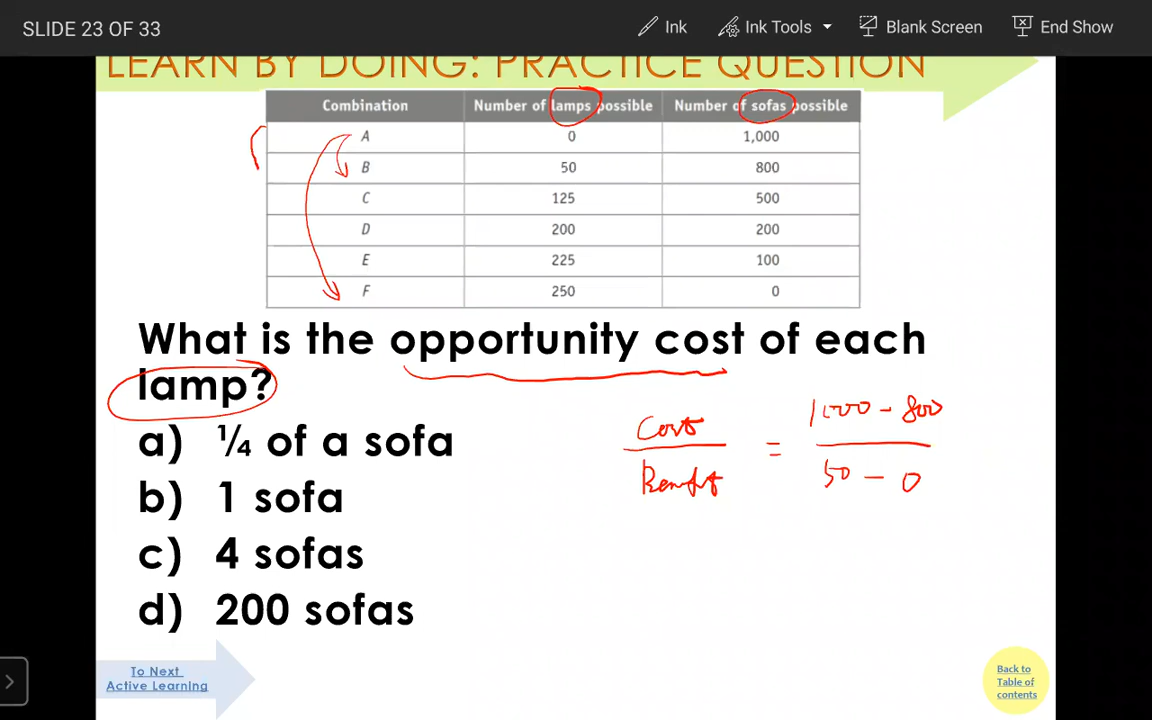 SLIDE 23 OF 33
Ink
Ink Tools
Blank Screen
End Show
LEARN BY DOING: PRACTICE QUESTION
Combination Number of lamps possible Number of sofas possible
A 0 1,000
B 50 800
C 125 500
D 200 200
E 225 100
F 250 0
What is the opportunity cost of each
lamp?
a) ¼ of a sofa
b) 1 sofa
c) 4 sofas
d) 200 sofas
Cost
Benefit
=
1000 - 800
50 - 0
To Next
Active Learning
Back to
Table of
contents